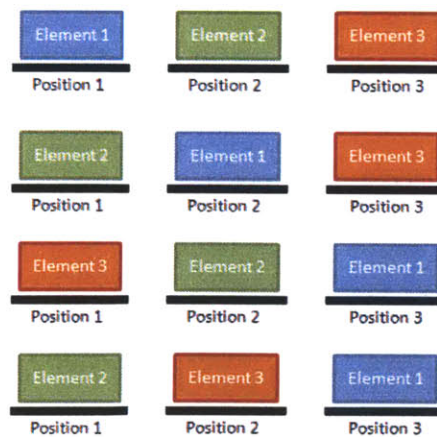 Element 1 Element 2 Element 3
Position 1 Position 2 Position 3
Element 2 Element 1 Element 3
Position 1 Position 2 Position 3
Element 3 Element 2 Element 1
Position 1 Position 2 Position 3
Element 2 Element 3 Element 1
Position 1 Position 2 Position 3